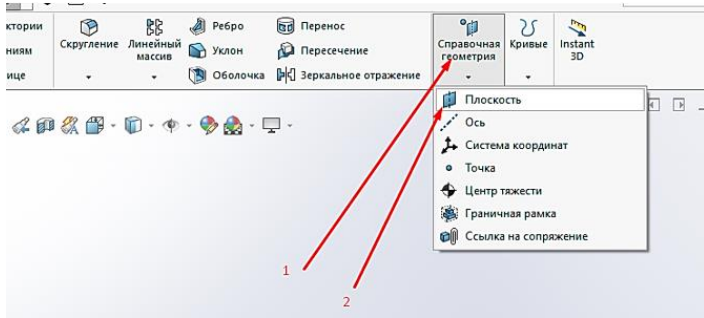 ктории
ниям
ице
Скругление
Линейный
массив
Ребро
Уклон
Оболочка
Перенос
Пересечение
Зеркальное отражение
Справочная
геометрия
Кривые
Instant
3D
Плоскость
Ось
Система координат
Точка
Центр тяжести
Граничная рамка
Ссылка на сопряжение
1
2